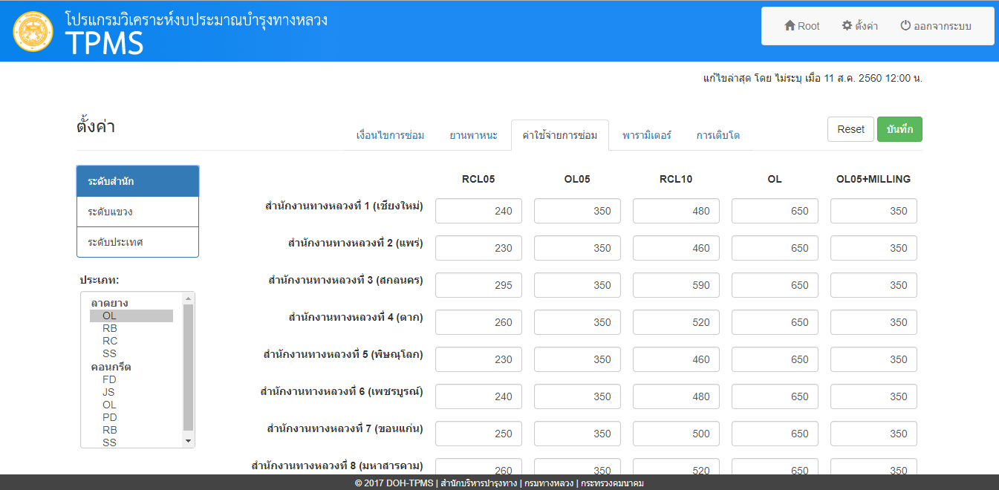 โปรแกรมวิเคราะห์งบประมาณบำรุงทางหลวง
TPMS
Root ตั้งค่า ออกจากระบบ
แก้ไขล่าสุด โดย ไม่ระบุ เมื่อ 11 ส.ค. 2560 12:00 น.
ตั้งค่า
เงื่อนไขการซ่อม ยานพาหนะ ค่าใช้จ่ายการซ่อม พารามิเตอร์ การเติบโต
Reset บันทึก
ระดับสำนัก
ระดับแขวง
ระดับประเทศ
ประเภท:
ลาดยาง
OL
RB
RC
SS
คอนกรีต
FD
JS
OL
PD
RB
SS
RCL05 OL05 RCL10 OL OL05+MILLING
สำนักงานทางหลวงที่ 1 (เชียงใหม่) 240 350 480 650 350
สำนักงานทางหลวงที่ 2 (แพร่) 230 350 460 650 350
สำนักงานทางหลวงที่ 3 (สกลนคร) 295 350 590 650 350
สำนักงานทางหลวงที่ 4 (ตาก) 260 350 520 650 350
สำนักงานทางหลวงที่ 5 (พิษณุโลก) 230 350 460 650 350
สำนักงานทางหลวงที่ 6 (เพชรบูรณ์) 240 350 480 650 350
สำนักงานทางหลวงที่ 7 (ขอนแก่น) 250 350 500 650 350
สำนักงานทางหลวงที่ 8 (มหาสารคาม) 260 350 520 650 350
© 2017 DOH-TPMS | สำนักบริหารบำรุงทาง | กรมทางหลวง | กระทรวงคมนาคม